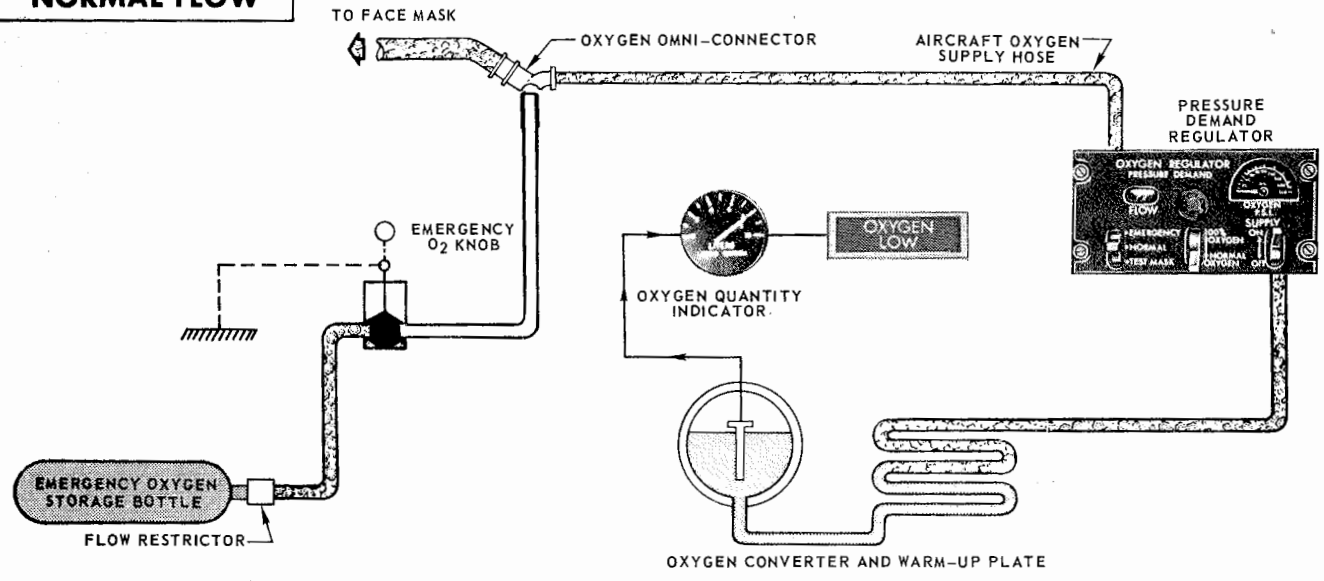 NORMAL FLOW
TO FACE MASK
OXYGEN OMNI-CONNECTOR
AIRCRAFT OXYGEN
SUPPLY HOSE
PRESSURE
DEMAND
REGULATOR
OXYGEN REGULATOR
PRESSURE DEMAND
FLOW
OXYGEN
P.S.I.
SUPPLY
ON
OFF
EMERGENCY
NORMAL
TEST MASK
100%
OXYGEN
NORMAL
OXYGEN
EMERGENCY
O2 KNOB
OXYGEN
LOW
OXYGEN QUANTITY
INDICATOR
EMERGENCY OXYGEN
STORAGE BOTTLE
FLOW RESTRICTOR
OXYGEN CONVERTER AND WARM-UP PLATE